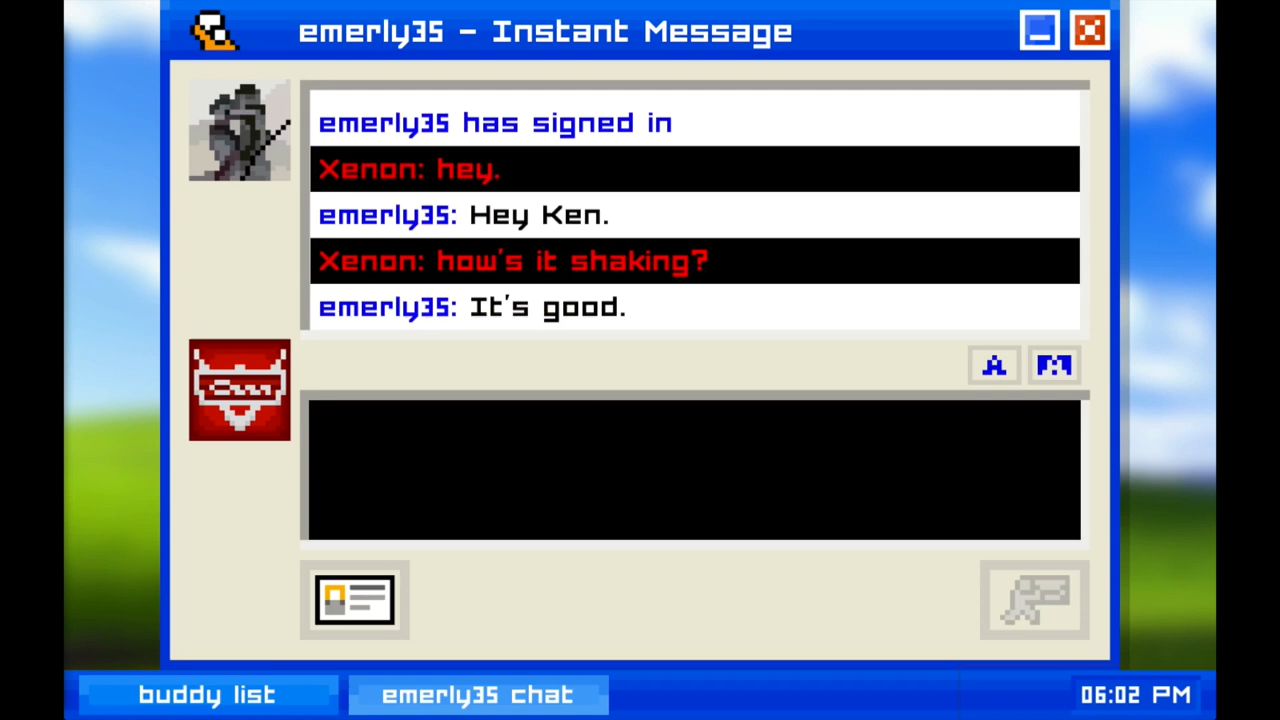 emerly35 - Instant Message
emerly35 has signed in
Xenon: hey.
emerly35: Hey Ken.
Xenon: how's it shaking?
emerly35: It's good.
A
buddy list
emerly35 chat
06:02 PM